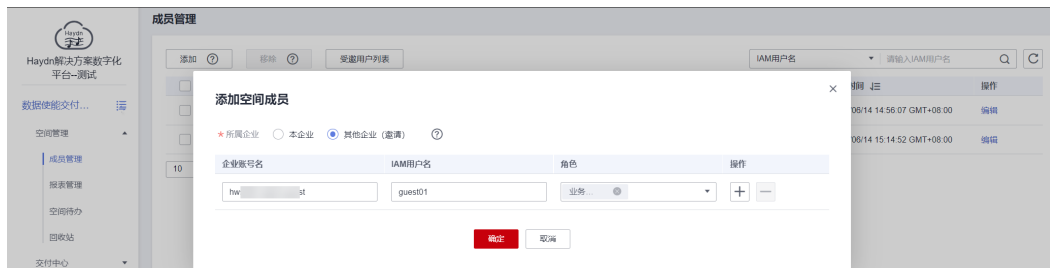 Haydn
Haydn解决方案数字化
平台--测试
数据使能交付...
空间管理
成员管理
报表管理
空间待办
回收站
交付中心
成员管理
添加
移除
受邀用户列表
IAM用户名
请输入IAM用户名
时间
操作
/06/14 14:56:07 GMT+08:00
编辑
/06/14 15:14:52 GMT+08:00
编辑
10
添加空间成员
*所属企业
本企业
其他企业（邀请）
企业账号名
IAM用户名
角色
操作
hw
st
guest01
业务...
确定
取消